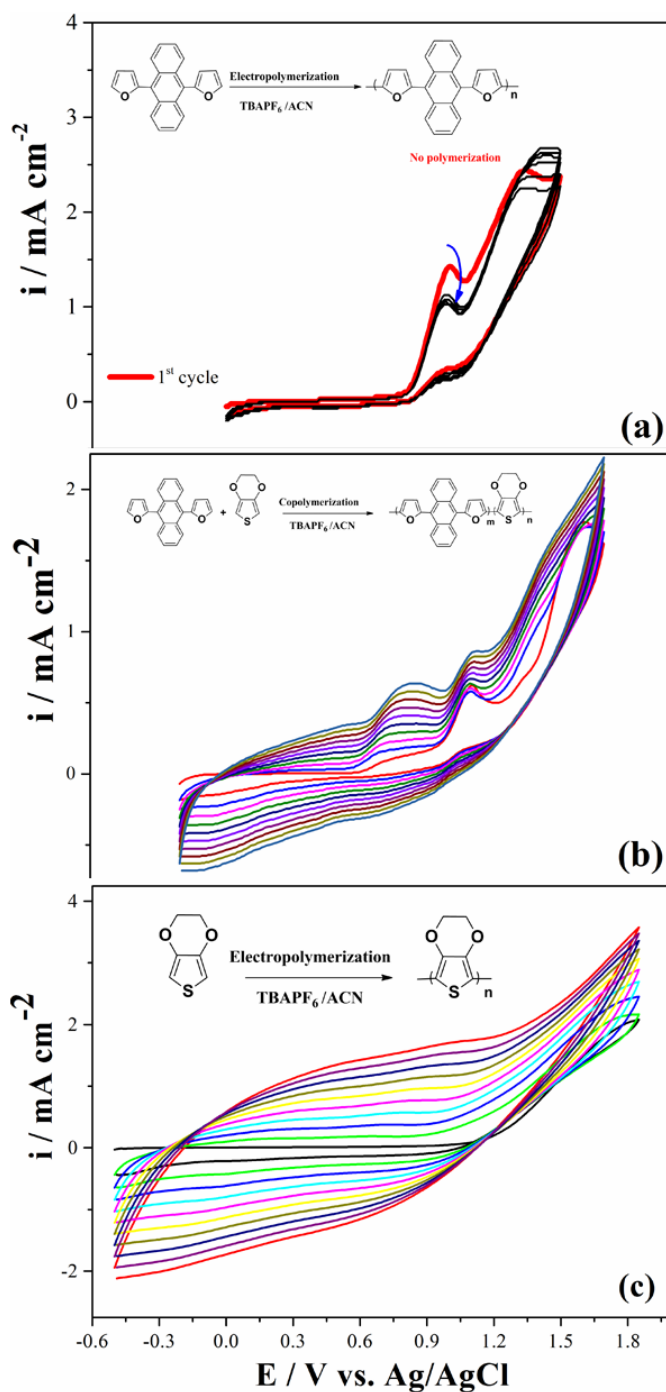 4
3
2
1
0
i / mA cm-2
O
O
Electropolymerization
TBAPF6 /ACN
O
O
n
No polymerization
1st cycle
(a)
2
1
0
i / mA cm-2
O
O
+
O
O
S
Copolymerization
TBAPF6 /ACN
O
O
m
O
O
S
n
(b)
4
2
0
-2
i / mA cm-2
O
O
S
Electropolymerization
TBAPF6 /ACN
O
O
S
n
(c)
-0.6 -0.3 0.0 0.3 0.6 0.9 1.2 1.5 1.8
E / V vs. Ag/AgCl